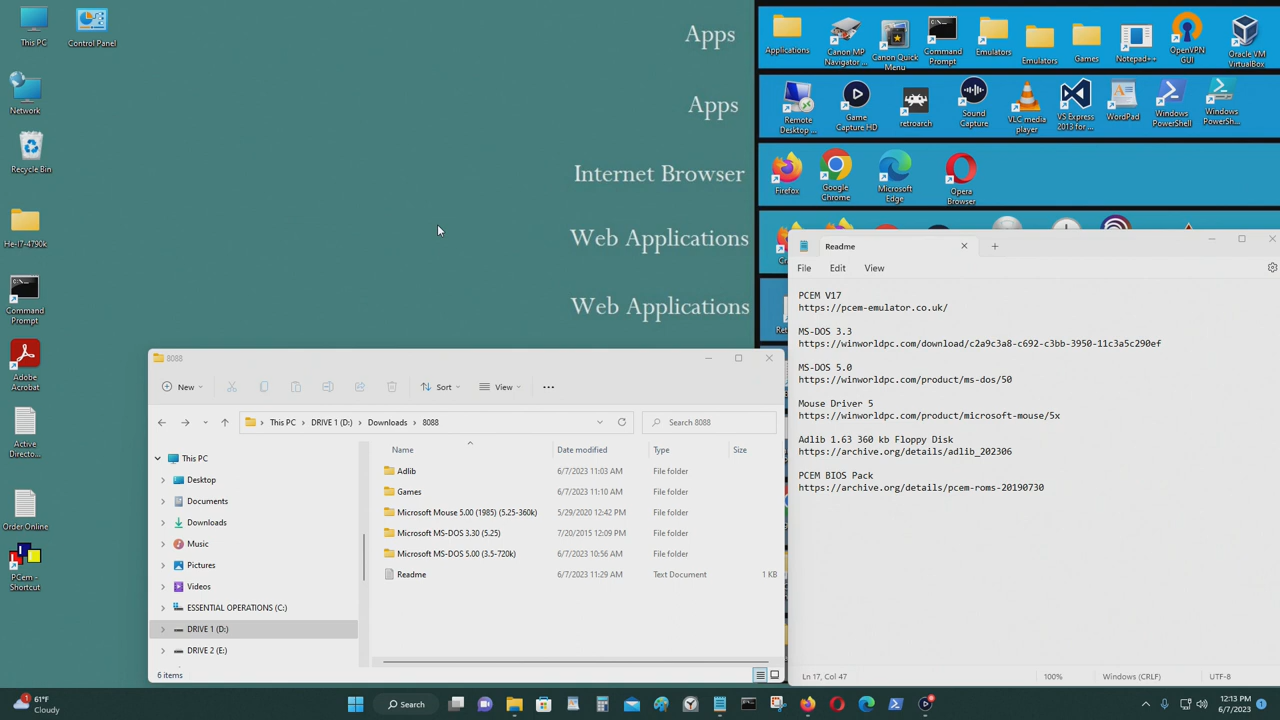 This PC
Control Panel
Network
Recycle Bin
He-I7-4790k
Command
Prompt
Adobe
Acrobat
Active
Directo...
Order Online
PCem -
Shortcut
Apps
Apps
Internet Browser
Web Applications
Web Applications
Applications
Canon MP
Navigator ...
Canon Quick
Menu
Command
Prompt
Emulators
Emulators
Games
Notepad++
OpenVPN
GUI
Oracle VM
VirtualBox
Remote
Desktop ...
Game
Capture HD
retroarch
Sound
Capture
VLC media
player
VS Express
2013 for ...
WordPad
Windows
PowerShell
Windows
PowerSh...
Firefox
Google
Chrome
Microsoft
Edge
Opera
Browser
8088
New
Sort
View
This PC
DRIVE 1 (D:)
Downloads
8088
Search 8088
Name
Date modified
Type
Size
This PC
Desktop
Documents
Downloads
Music
Pictures
Videos
ESSENTIAL OPERATIONS (C:)
DRIVE 1 (D:)
DRIVE 2 (E:)
Adlib 6/7/2023 11:03 AM File folder
Games 6/7/2023 11:10 AM File folder
Microsoft Mouse 5.00 (1985) (5.25-360k) 5/29/2020 12:42 PM File folder
Microsoft MS-DOS 3.30 (5.25) 7/20/2015 12:09 PM File folder
Microsoft MS-DOS 5.00 (3.5-720k) 6/7/2023 10:56 AM File folder
Readme 6/7/2023 11:29 AM Text Document 1 KB
6 items
Readme
File
Edit
View
PCEM V17
https://pcem-emulator.co.uk/
MS-DOS 3.3
https://winworldpc.com/download/c2a9c3a8-c692-c3bb-3950-11c3a5c290ef
MS-DOS 5.0
https://winworldpc.com/product/ms-dos/50
Mouse Driver 5
https://winworldpc.com/product/microsoft-mouse/5x
Adlib 1.63 360 kb Floppy Disk
https://archive.org/details/adlib_202306
PCEM BIOS Pack
https://archive.org/details/pcem-roms-20190730
Ln 17, Col 47
100%
Windows (CRLF)
UTF-8
1
61°F
Cloudy
Search
12:13 PM
6/7/2023